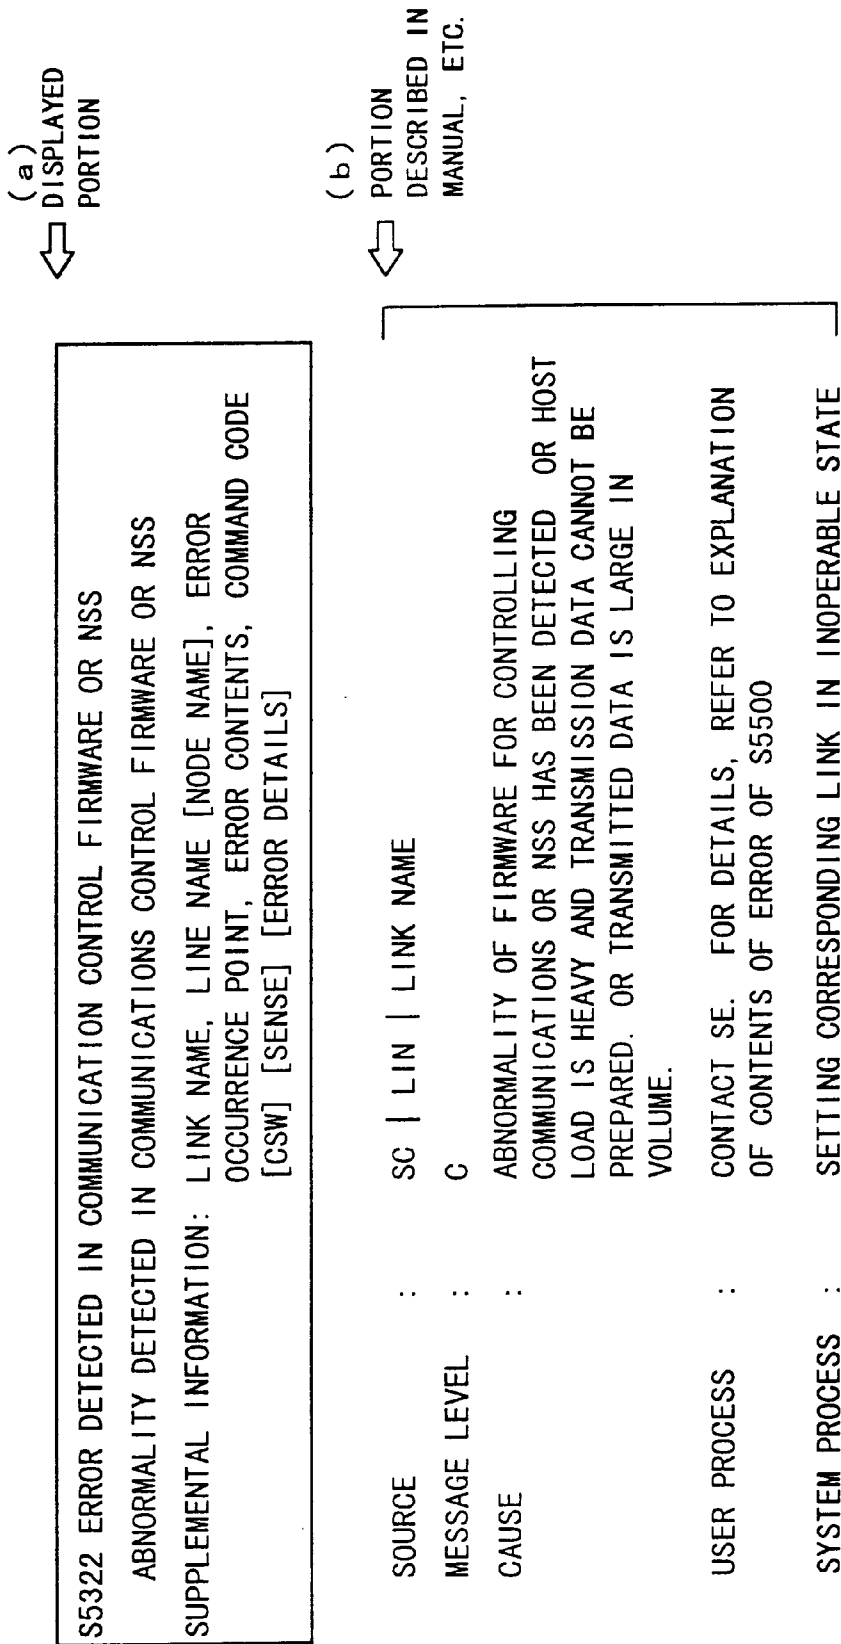 (a)
DISPLAYED
PORTION
S5322 ERROR DETECTED IN COMMUNICATION CONTROL FIRMWARE OR NSS
ABNORMALITY DETECTED IN COMMUNICATIONS CONTROL FIRMWARE OR NSS
SUPPLEMENTAL INFORMATION: LINK NAME, LINE NAME [NODE NAME], ERROR
OCCURRENCE POINT, ERROR CONTENTS, COMMAND CODE
[CSW] [SENSE] [ERROR DETAILS]
(b)
PORTION
DESCRIBED IN
MANUAL, ETC.
SOURCE : SC | LIN | LINK NAME
MESSAGE LEVEL : C
CAUSE : ABNORMALITY OF FIRMWARE FOR CONTROLLING
COMMUNICATIONS OR NSS HAS BEEN DETECTED OR HOST
LOAD IS HEAVY AND TRANSMISSION DATA CANNOT BE
PREPARED. OR TRANSMITTED DATA IS LARGE IN
VOLUME.
USER PROCESS : CONTACT SE. FOR DETAILS, REFER TO EXPLANATION
OF CONTENTS OF ERROR OF S5500
SYSTEM PROCESS : SETTING CORRESPONDING LINK IN INOPERABLE STATE